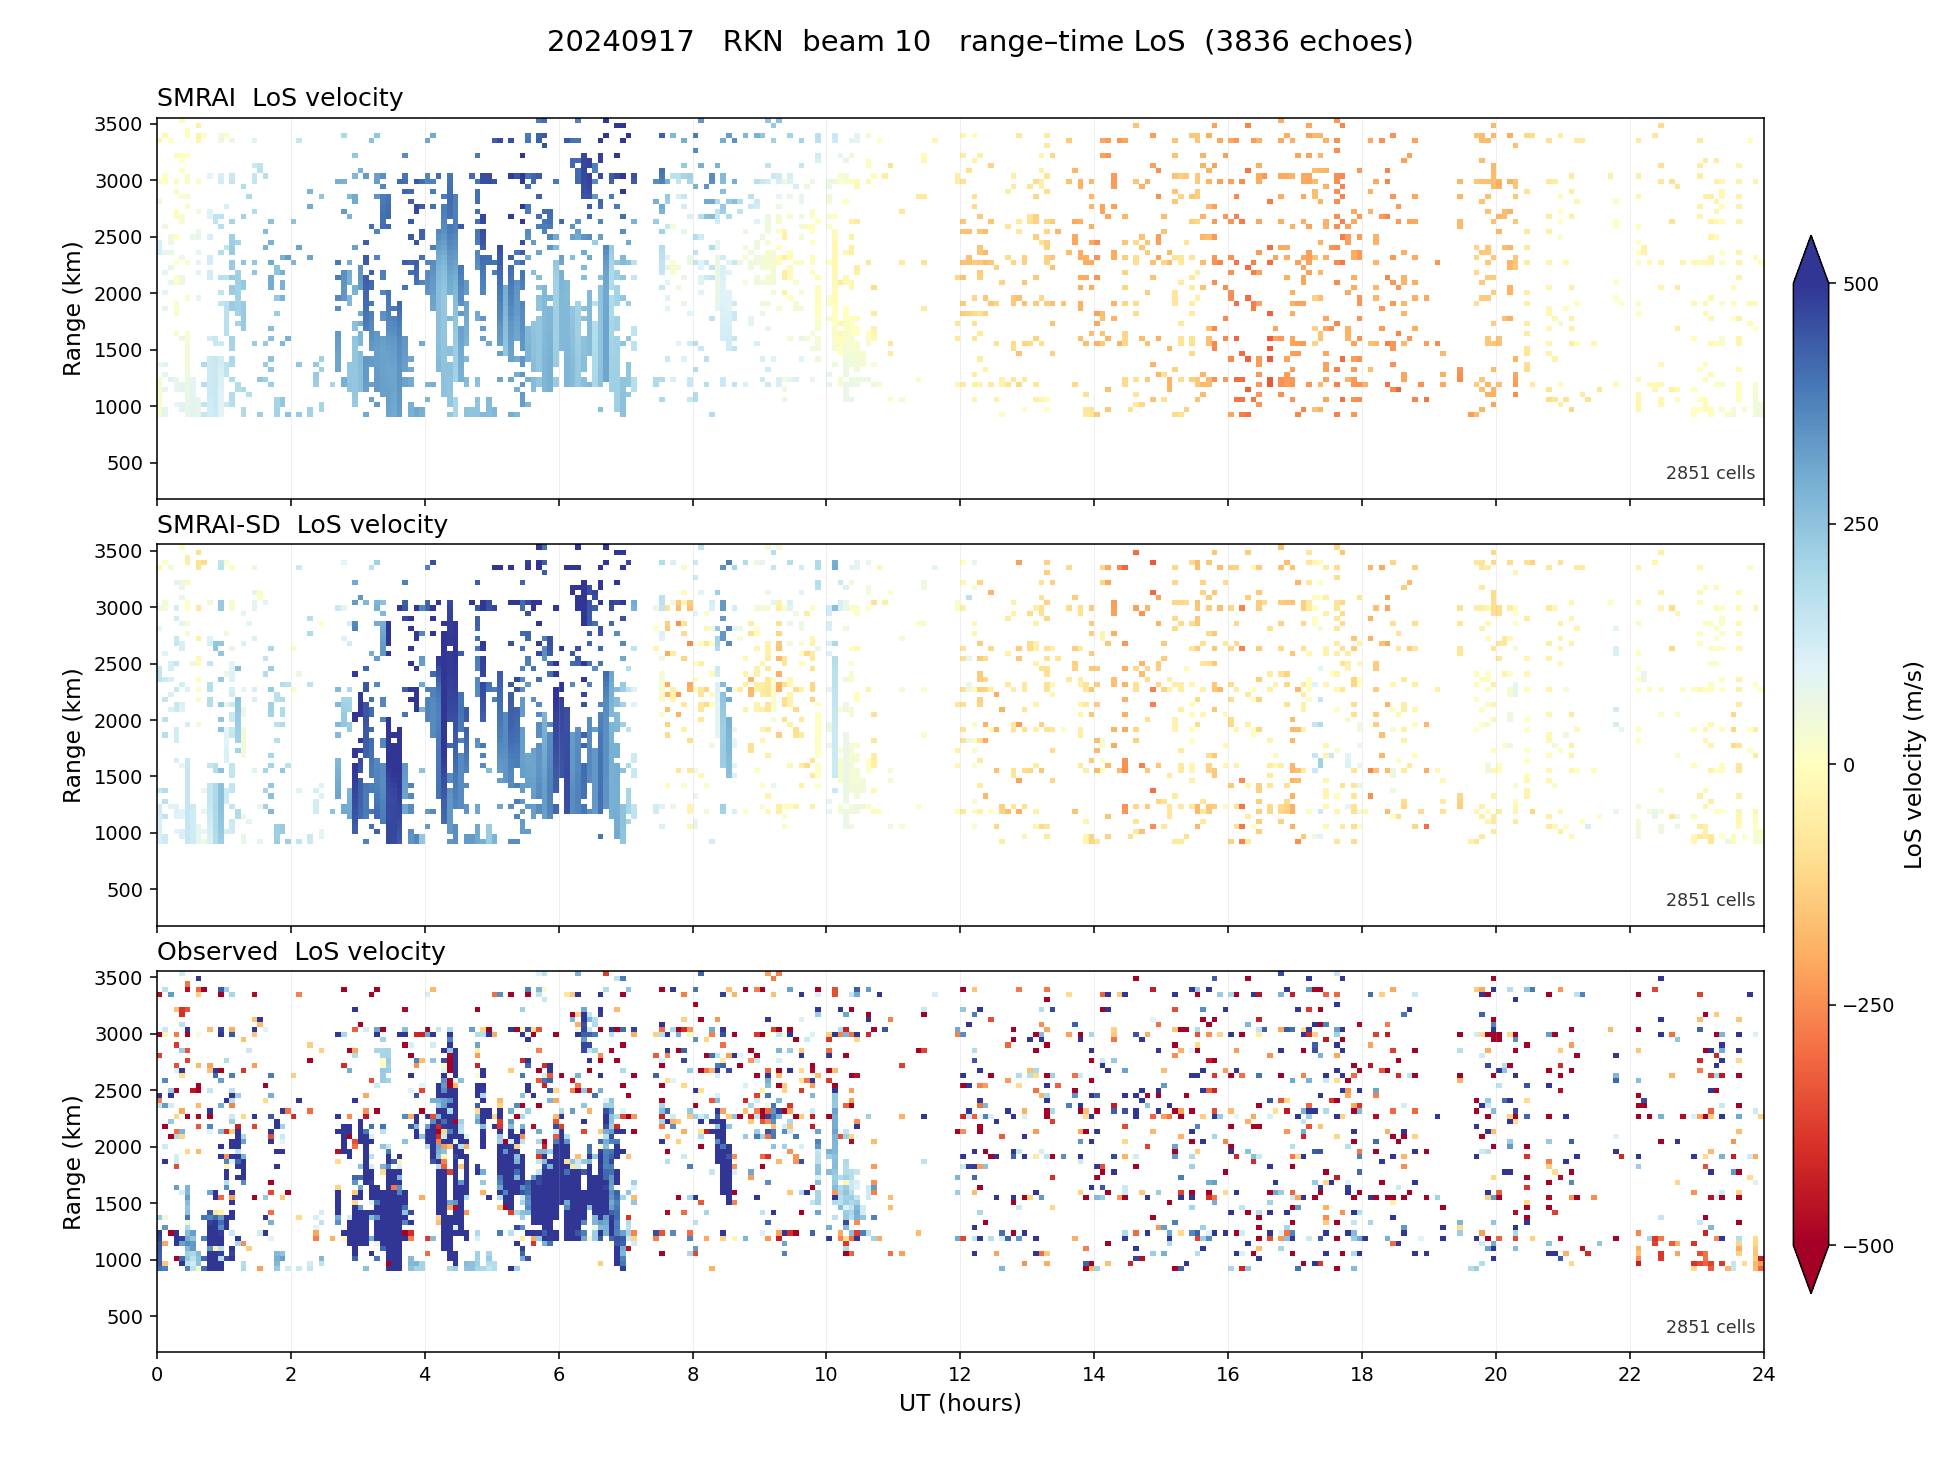 20240917   RKN  beam 10   range–time LoS  (3836 echoes)
SMRAI  LoS velocity
3500
3000
2500
2000
1500
1000
500
Range (km)
2851 cells
SMRAI-SD  LoS velocity
3500
3000
2500
2000
1500
1000
500
Range (km)
2851 cells
Observed  LoS velocity
3500
3000
2500
2000
1500
1000
500
Range (km)
2851 cells
0 2 4 6 8 10 12 14 16 18 20 22 24
UT (hours)
500
250
0
−250
−500
LoS velocity (m/s)